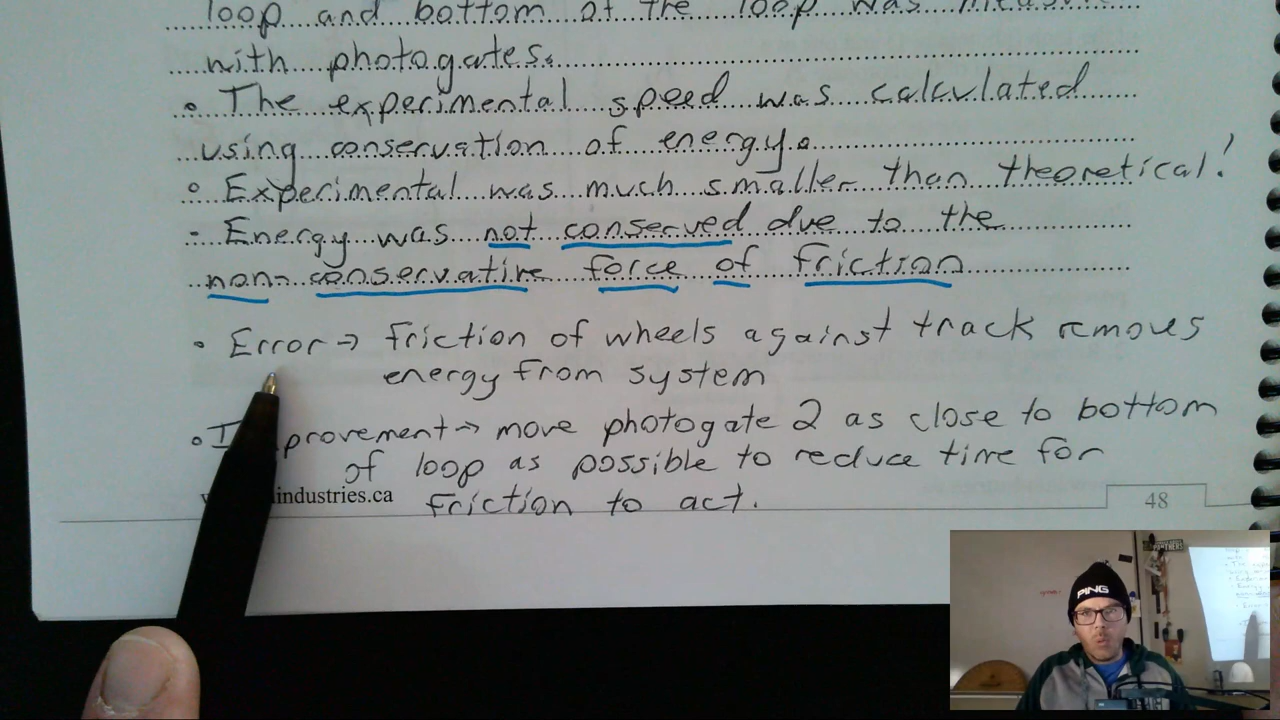 loop and bottom of the loop was
with photogates.
• The experimental speed was calculated
using conservation of energy.
• Experimental was much smaller than theoretical!
- Energy was not conserved due to the
non-conservative force of friction
• Error → friction of wheels against track removes
energy from system
• provement → move photogate 2 as close to bottom
of loop as possible to reduce time for
friction to act.
industries.ca
48
PING